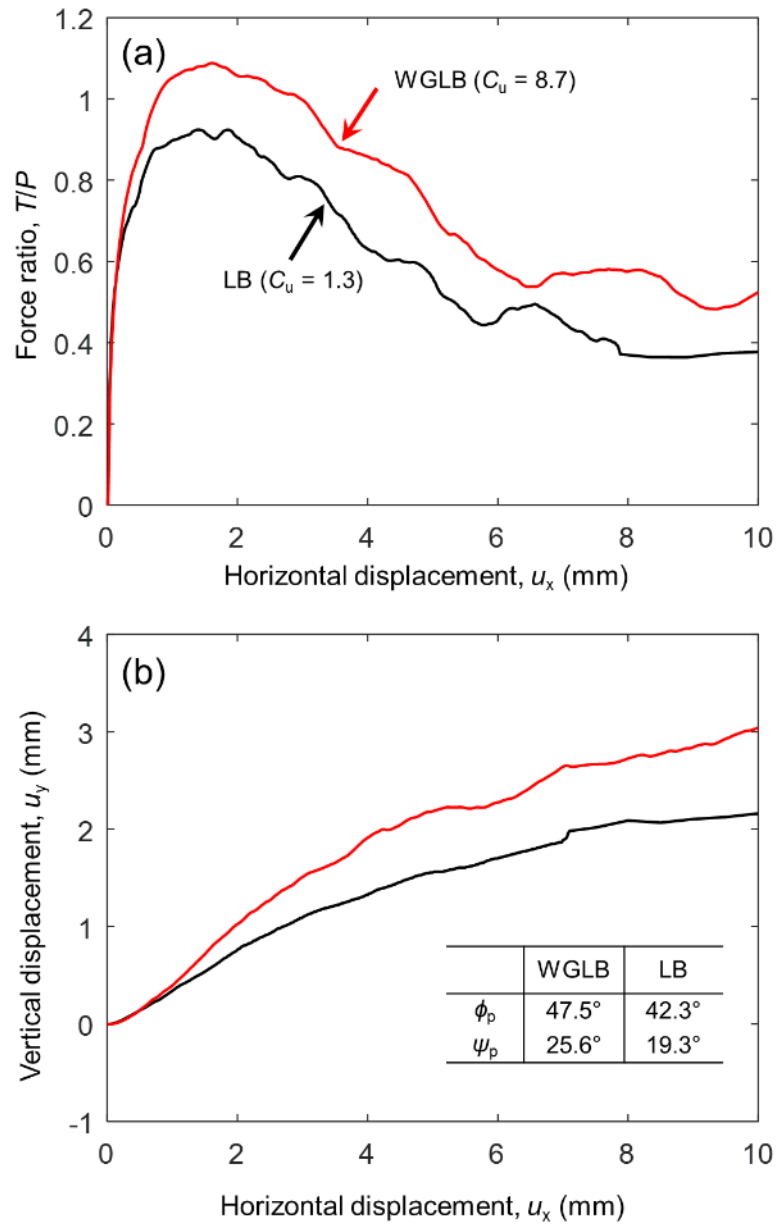 (a)
1.2
1
0.8
0.6
0.4
0.2
0
Force ratio, T/P
WGLB (Cu = 8.7)
LB (Cu = 1.3)
0 2 4 6 8 10
Horizontal displacement, ux (mm)
(b)
4
3
2
1
0
-1
Vertical displacement, uy (mm)
WGLB LB
ϕp 47.5° 42.3°
ψp 25.6° 19.3°
0 2 4 6 8 10
Horizontal displacement, ux (mm)